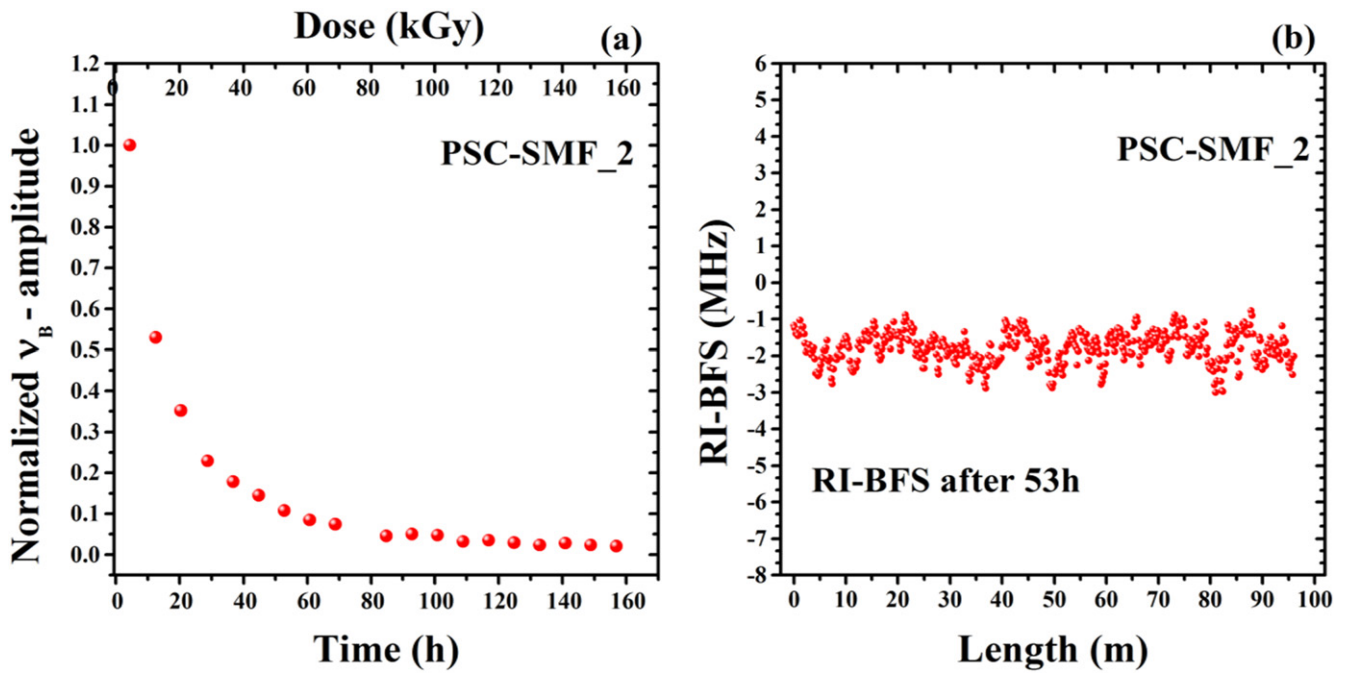 Dose (kGy)
(a)
0 20 40 60 80 100 120 140 160
1.2
1.1
1.0
0.9
0.8
0.7
0.6
0.5
0.4
0.3
0.2
0.1
0.0
Normalized νB - amplitude
PSC-SMF_2
0 20 40 60 80 100 120 140 160
Time (h)
(b)
6
5
4
3
2
1
0
-1
-2
-3
-4
-5
-6
-7
-8
RI-BFS (MHz)
PSC-SMF_2
RI-BFS after 53h
0 10 20 30 40 50 60 70 80 90 100
Length (m)